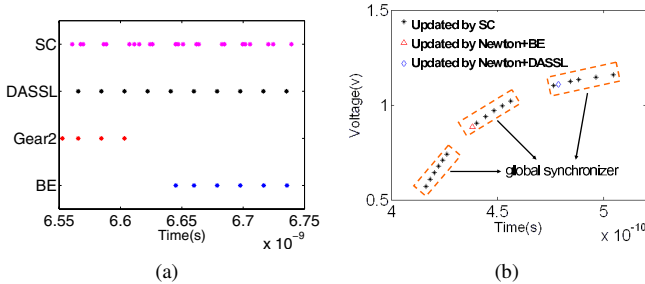 (a)
SC
DASSL
Gear2
BE
6.55 6.6 6.65 6.7 6.75
Time(s)
x 10⁻⁹
(a)
(b)
1.5
1
0.5
Voltage(v)
Updated by SC
Updated by Newton+BE
Updated by Newton+DASSL
global synchronizer
4 4.5 5
Time(s)
x 10⁻¹⁰
(b)